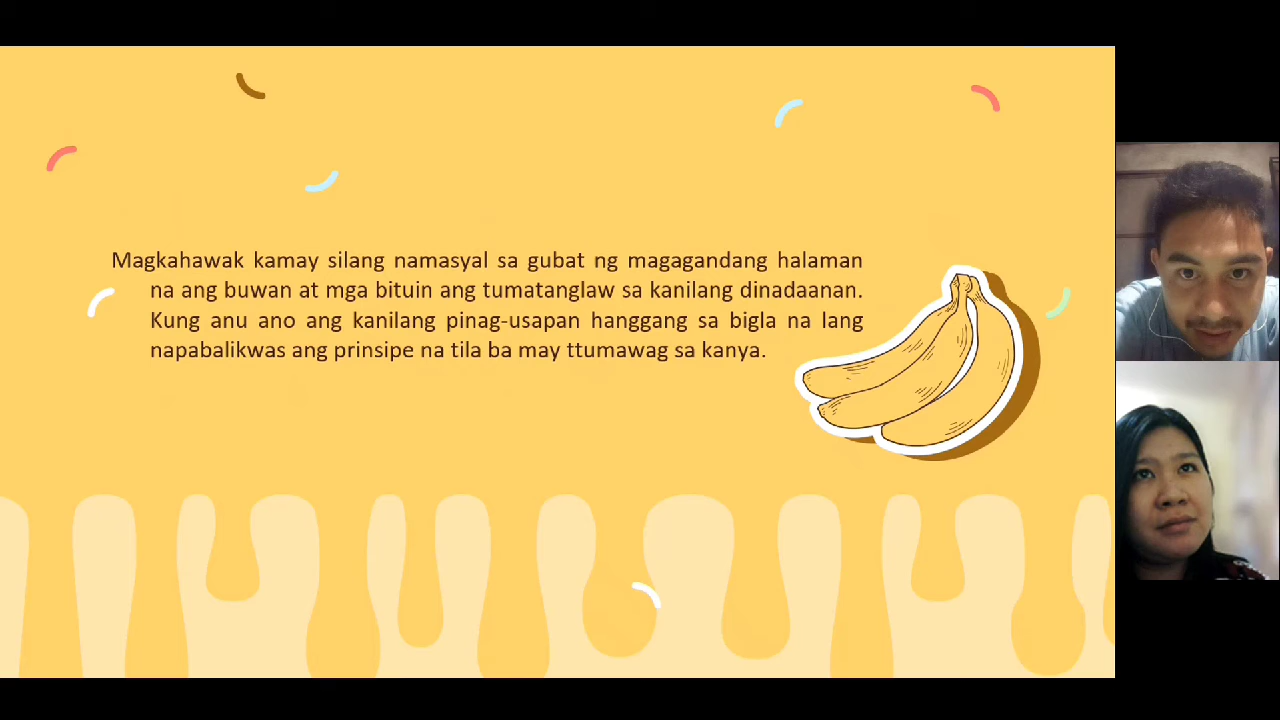 Magkahawak kamay silang namasyal sa gubat ng magagandang halaman
na ang buwan at mga bituin ang tumatanglaw sa kanilang dinadaanan.
Kung anu ano ang kanilang pinag-usapan hanggang sa bigla na lang
napabalikwas ang prinsipe na tila ba may ttumawag sa kanya.